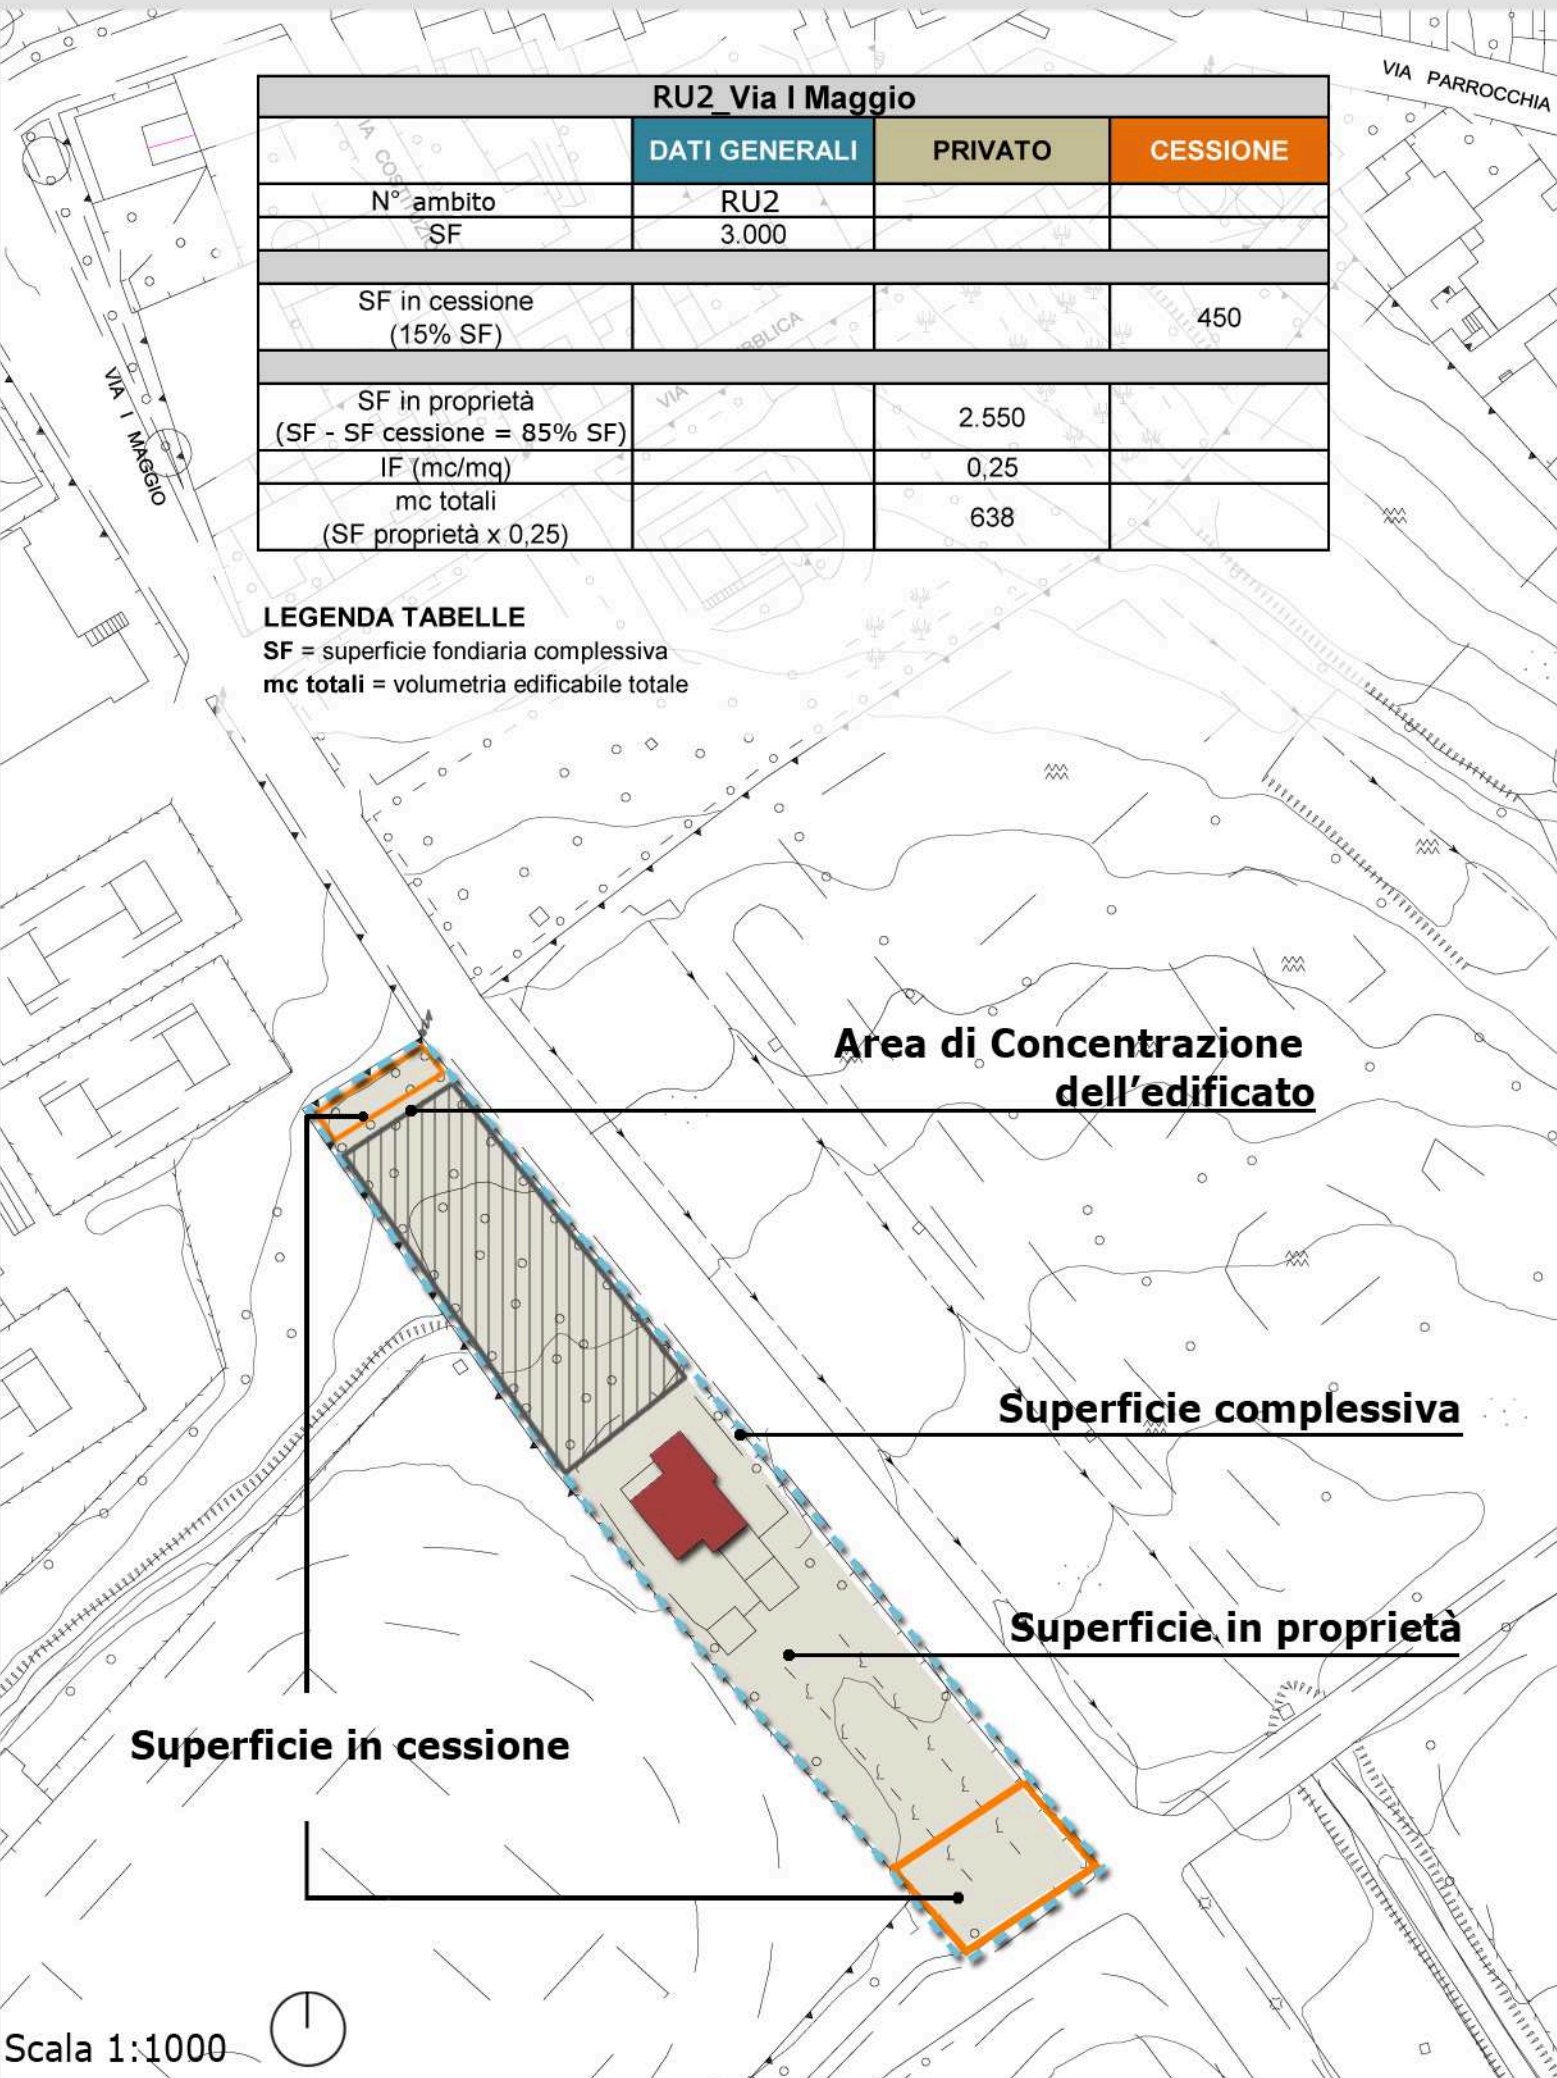 VIA PARROCCHIA
RU2_Via I Maggio
DATI GENERALI PRIVATO CESSIONE
N° ambito RU2
SF 3.000
SF in cessione
(15% SF)
450
SF in proprietà
(SF - SF cessione = 85% SF)
2.550
IF (mc/mq) 0,25
mc totali
(SF proprietà x 0,25)
638
VIA
VIA I MAGGIO
LEGENDA TABELLE
SF = superficie fondiaria complessiva
mc totali = volumetria edificabile totale
Area di Concentrazione
dell'edificato
Superficie complessiva
Superficie in proprietà
Superficie in cessione
Scala 1:1000